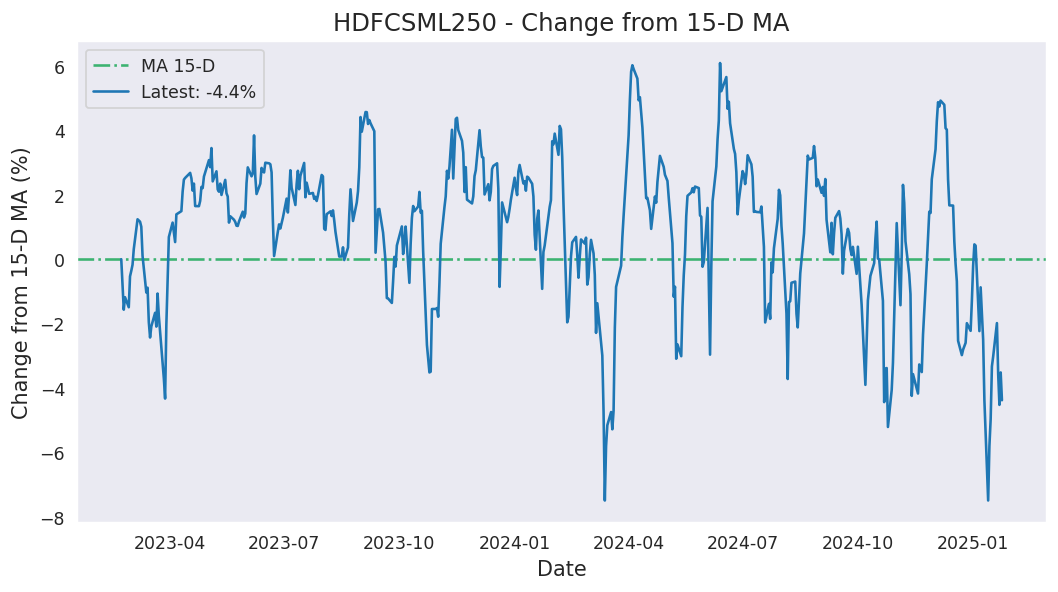 HDFCSML250 - Change from 15-D MA
MA 15-D
Latest: -4.4%
Change from 15-D MA (%)
6
4
2
0
−2
−4
−6
−8
2023-04 2023-07 2023-10 2024-01 2024-04 2024-07 2024-10 2025-01
Date